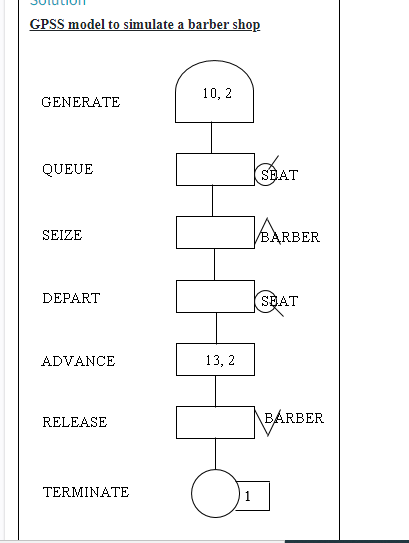 Solution
GPSS model to simulate a barber shop
GENERATE 10, 2
QUEUE SEAT
SEIZE BARBER
DEPART SEAT
ADVANCE 13, 2
RELEASE BARBER
TERMINATE 1